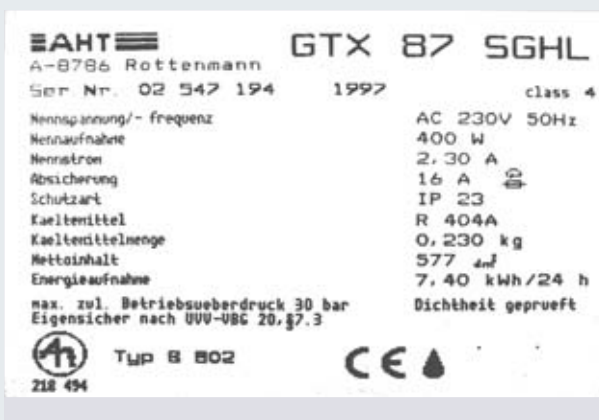 AHT GTX 87 SGHL
A-8786 Rottenmann
Ser Nr. 02 547 194 1997 class 4
Nennspannung/- frequenz AC 230V 50Hz
Nennaufnahme 400 W
Nennstrom 2,30 A
Absicherung 16 A
Schutzart IP 23
Kaeltemittel R 404A
Kaeltemittelmenge 0,230 kg
Nettoinhalt 577 dm³
Energieaufnahme 7,40 kWh/24 h
max. zul. Betriebsueberdruck 30 bar Dichtheit geprueft
Eigensicher nach UVV-VBG 20,§7.3
Typ B 802
CE
218 494